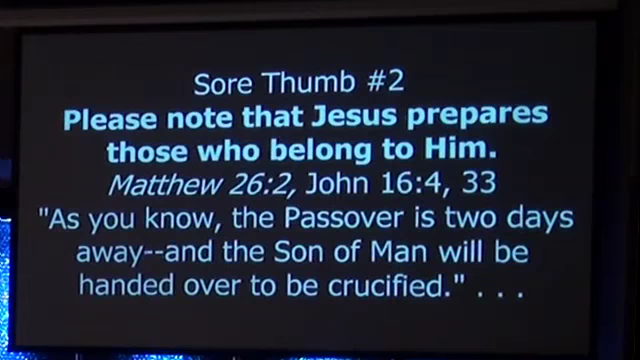 Sore Thumb #2
Please note that Jesus prepares
those who belong to Him.
Matthew 26:2, John 16:4, 33
"As you know, the Passover is two days
away--and the Son of Man will be
handed over to be crucified." . . .